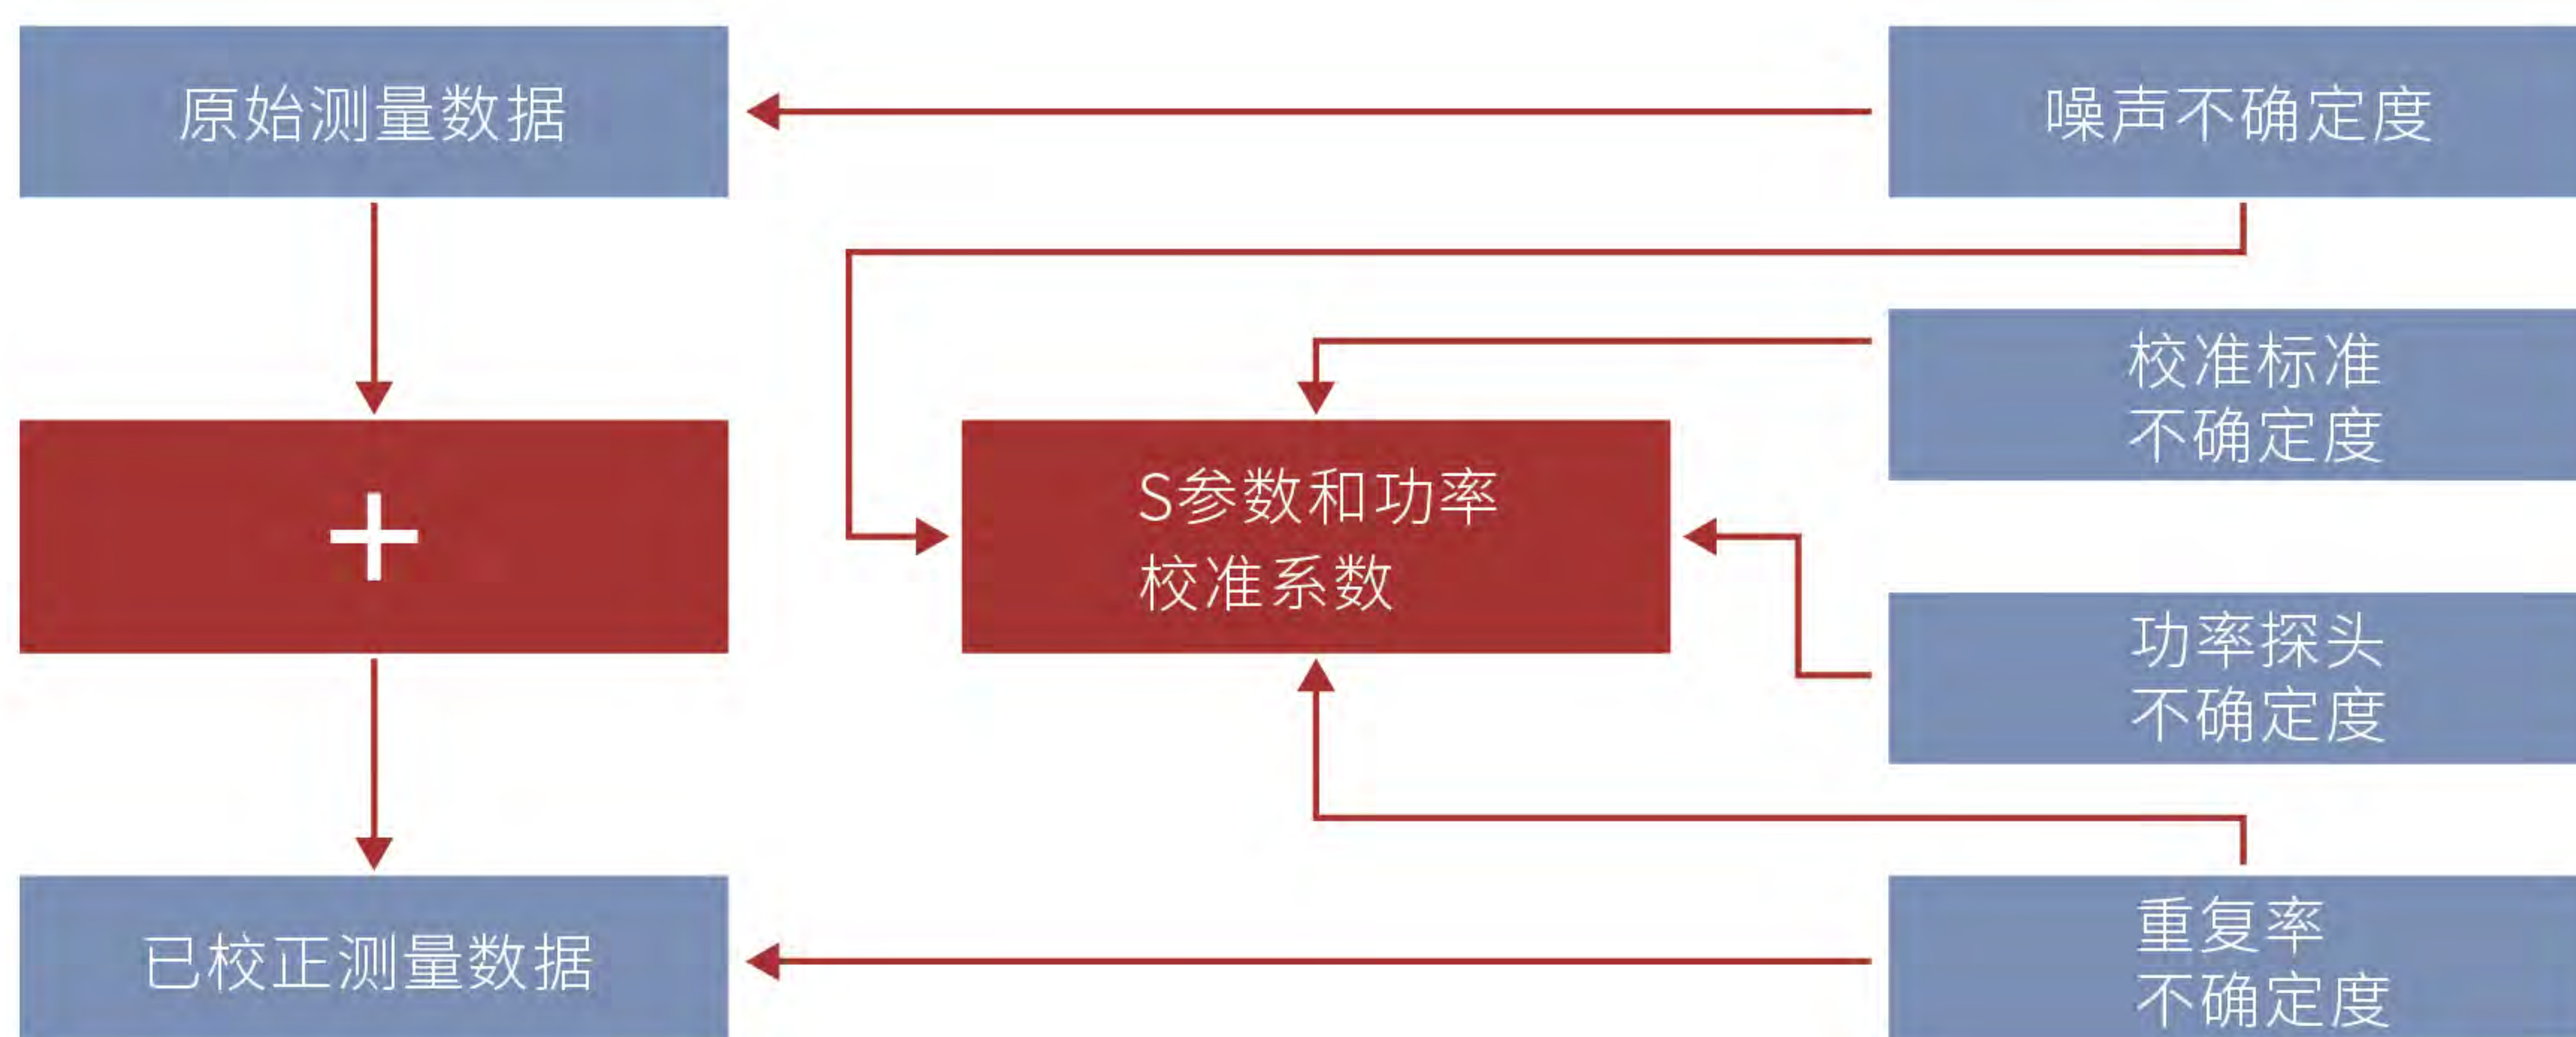 原始测量数据
噪声不确定度
校准标准
不确定度
+
S参数和功率
校准系数
功率探头
不确定度
已校正测量数据
重复率
不确定度